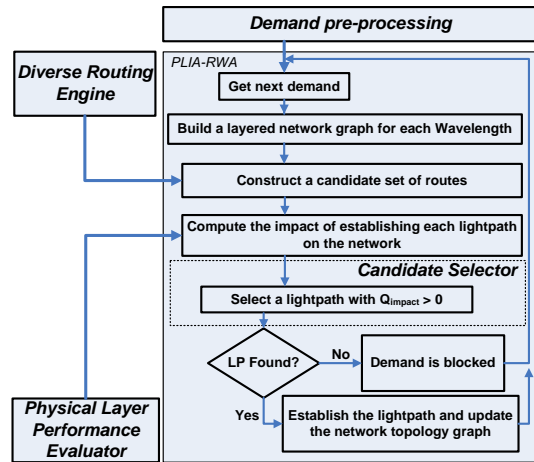 Demand pre-processing
PLIA-RWA
Diverse Routing
Engine
Get next demand
Build a layered network graph for each Wavelength
Construct a candidate set of routes
Compute the impact of establishing each lightpath
on the network
Candidate Selector
Select a lightpath with Qimpact > 0
LP Found?
No
Demand is blocked
Yes
Establish the lightpath and update
the network topology graph
Physical Layer
Performance
Evaluator